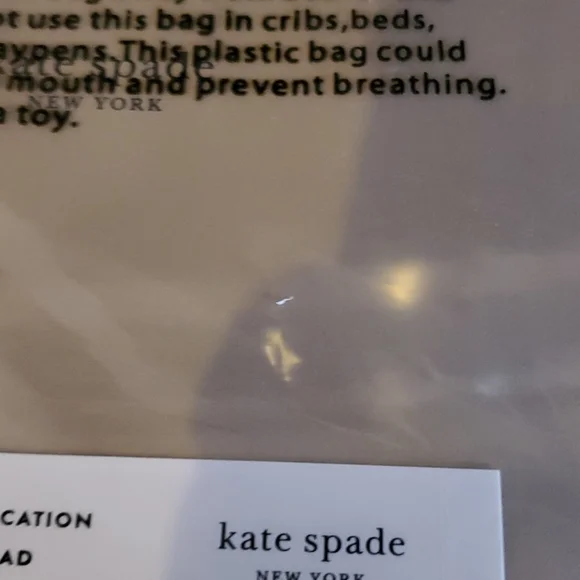 ot use this bag in cribs,beds,
aypens.This plastic bag could
kate spade
mouth and prevent breathing.
NEW YORK
a toy.
CATION
AD
kate spade
NEW YORK